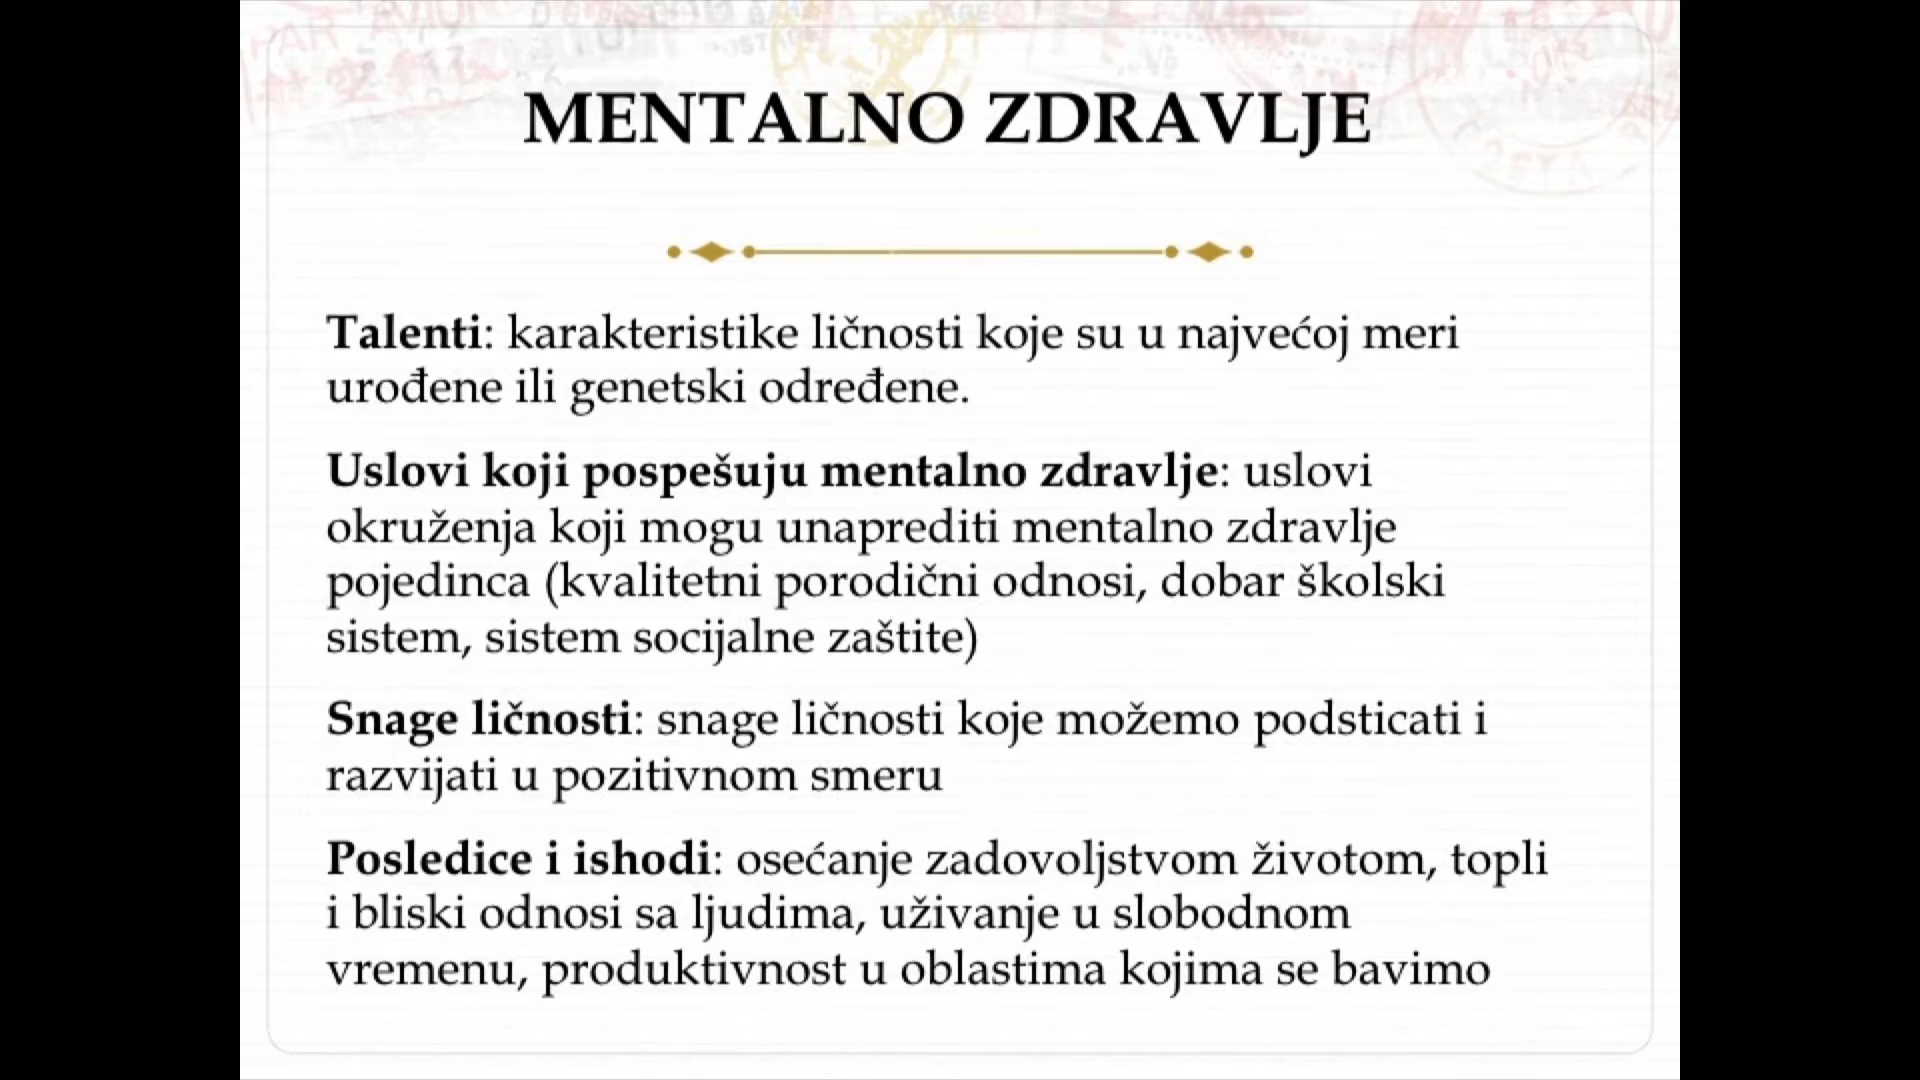 MENTALNO ZDRAVLJE
Talenti: karakteristike ličnosti koje su u najvećoj meri
urođene ili genetski određene.
Uslovi koji pospešuju mentalno zdravlje: uslovi
okruženja koji mogu unaprediti mentalno zdravlje
pojedinca (kvalitetni porodični odnosi, dobar školski
sistem, sistem socijalne zaštite)
Snage ličnosti: snage ličnosti koje možemo podsticati i
razvijati u pozitivnom smeru
Posledice i ishodi: osećanje zadovoljstvom životom, topli
i bliski odnosi sa ljudima, uživanje u slobodnom
vremenu, produktivnost u oblastima kojima se bavimo